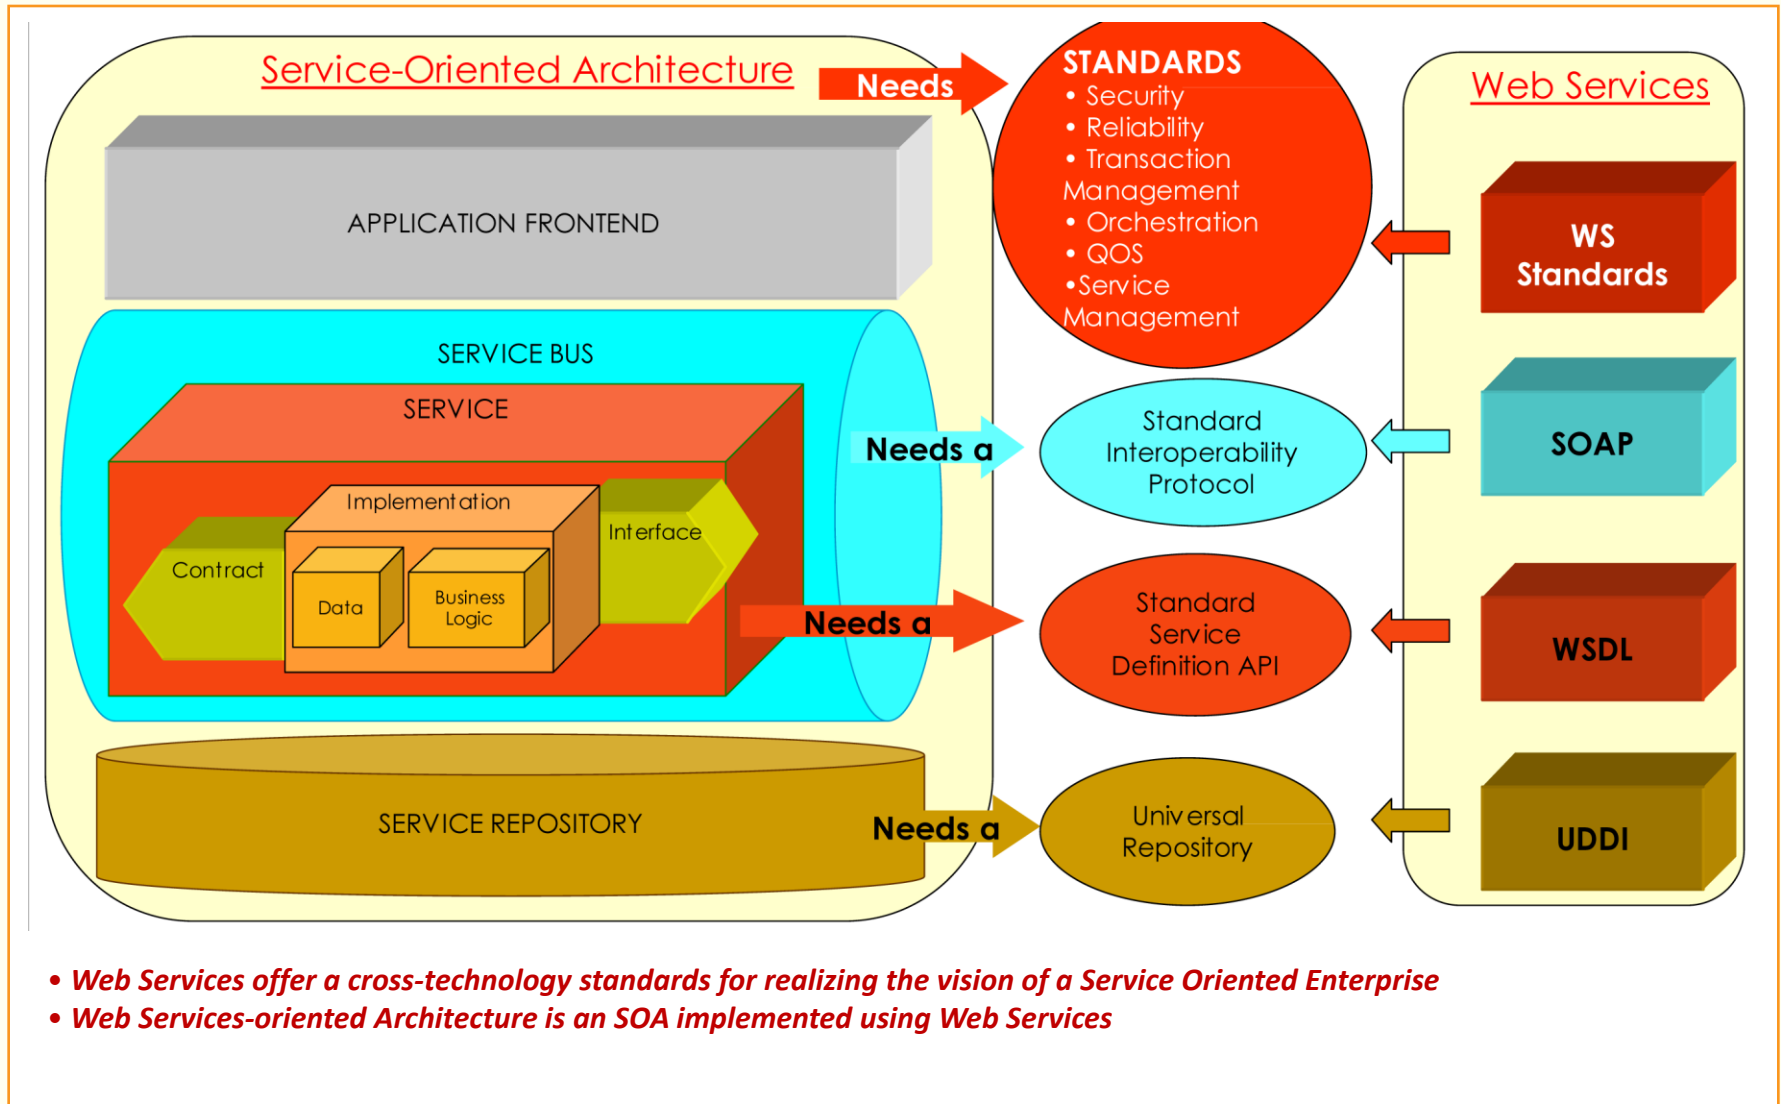 Service-Oriented Architecture
Needs
APPLICATION FRONTEND
SERVICE BUS
SERVICE
Implementation
Interface
Contract
Data
Business
Logic
SERVICE REPOSITORY
STANDARDS
• Security
• Reliability
• Transaction
Management
• Orchestration
• QOS
•Service
Management
Needs a
Standard
Interoperability
Protocol
Needs a
Standard
Service
Definition API
Needs a
Universal
Repository
Web Services
WS
Standards
SOAP
WSDL
UDDI
• Web Services offer a cross-technology standards for realizing the vision of a Service Oriented Enterprise
• Web Services-oriented Architecture is an SOA implemented using Web Services